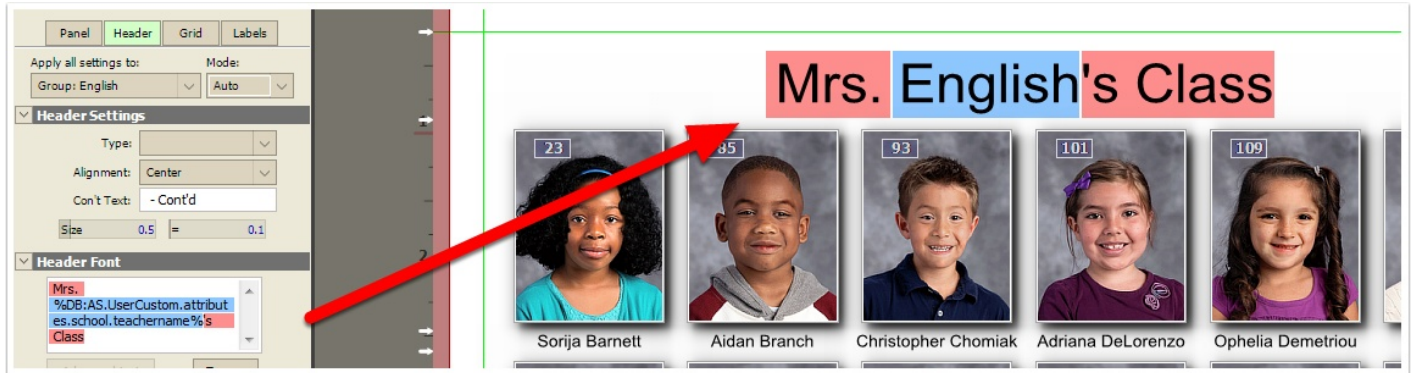 Panel Header Grid Labels
Apply all settings to: Mode:
Group: English Auto
Header Settings
Type:
Alignment: Center
Con't Text: - Cont'd
Size 0.5 = 0.1
Header Font
Mrs.
%DB:AS.UserCustom.attribut
es.school.teachername%'s
Class
1
2
Mrs. English's Class
23 85 93 101 109
Sorija Barnett Aidan Branch Christopher Chomiak Adriana DeLorenzo Ophelia Demetriou